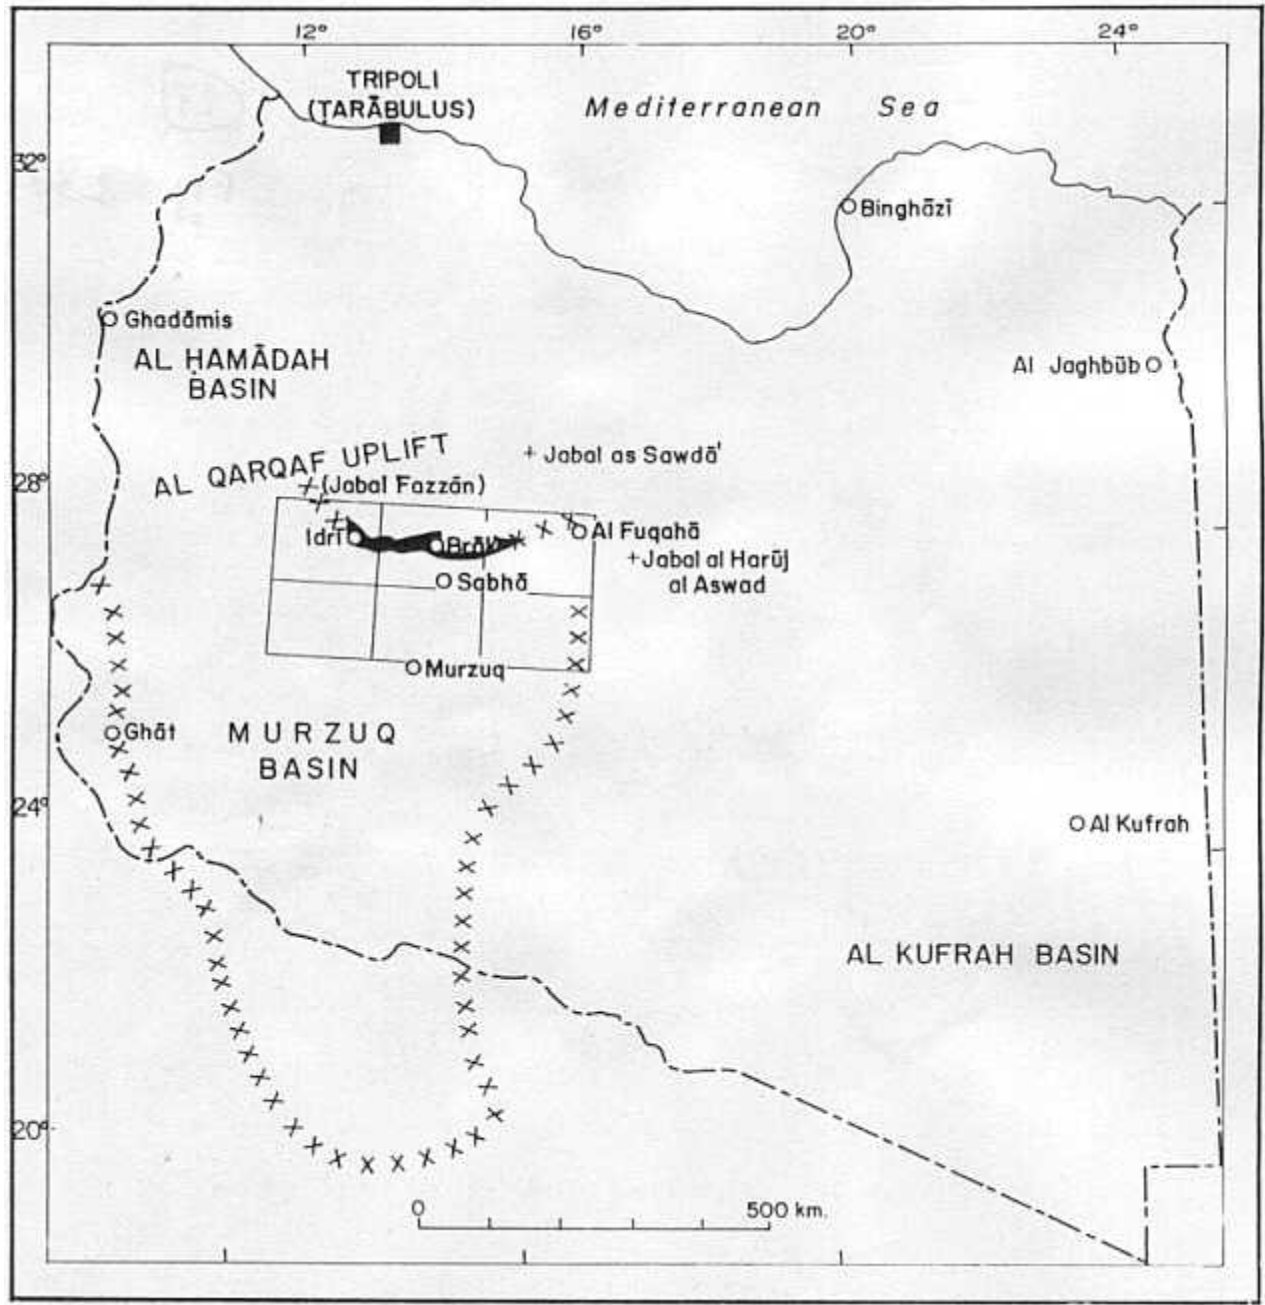 12° 16° 20° 24°
TRIPOLI
(ṬARĀBULUS)
Mediterranean Sea
32°
Binghāzī
Ghadāmis
AL ḤAMĀDAH
BASIN
Al Jaghbūb
Jabal as Sawdā'
AL QARQAF UPLIFT
28°
(Jabal Fazzān)
Idrī
Brāk
Al Fuqahā
Jabal al Harūj
al Aswad
Sabhā
Murzuq
Ghāt
MURZUQ
BASIN
24°
Al Kufrah
AL KUFRAH BASIN
20°
0 500 km.